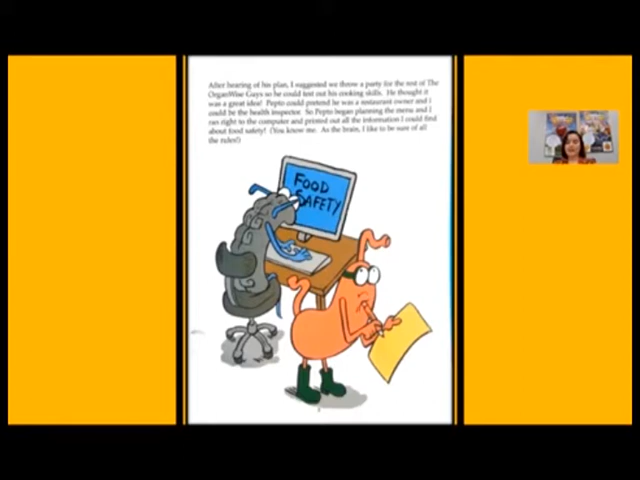 After hearing of his plan, I suggested we throw a party for the rest of The
OrganWise Guys so he could test out his cooking skills. He thought it
was a great idea! Pepto could pretend he was a restaurant owner and I
could be the health inspector. So Pepto began planning the menu and I
ran right to the computer and printed out all the information I could find
about food safety! (You know me. As the brain, I like to be sure of all
the rules!)
FOOD
SAFETY